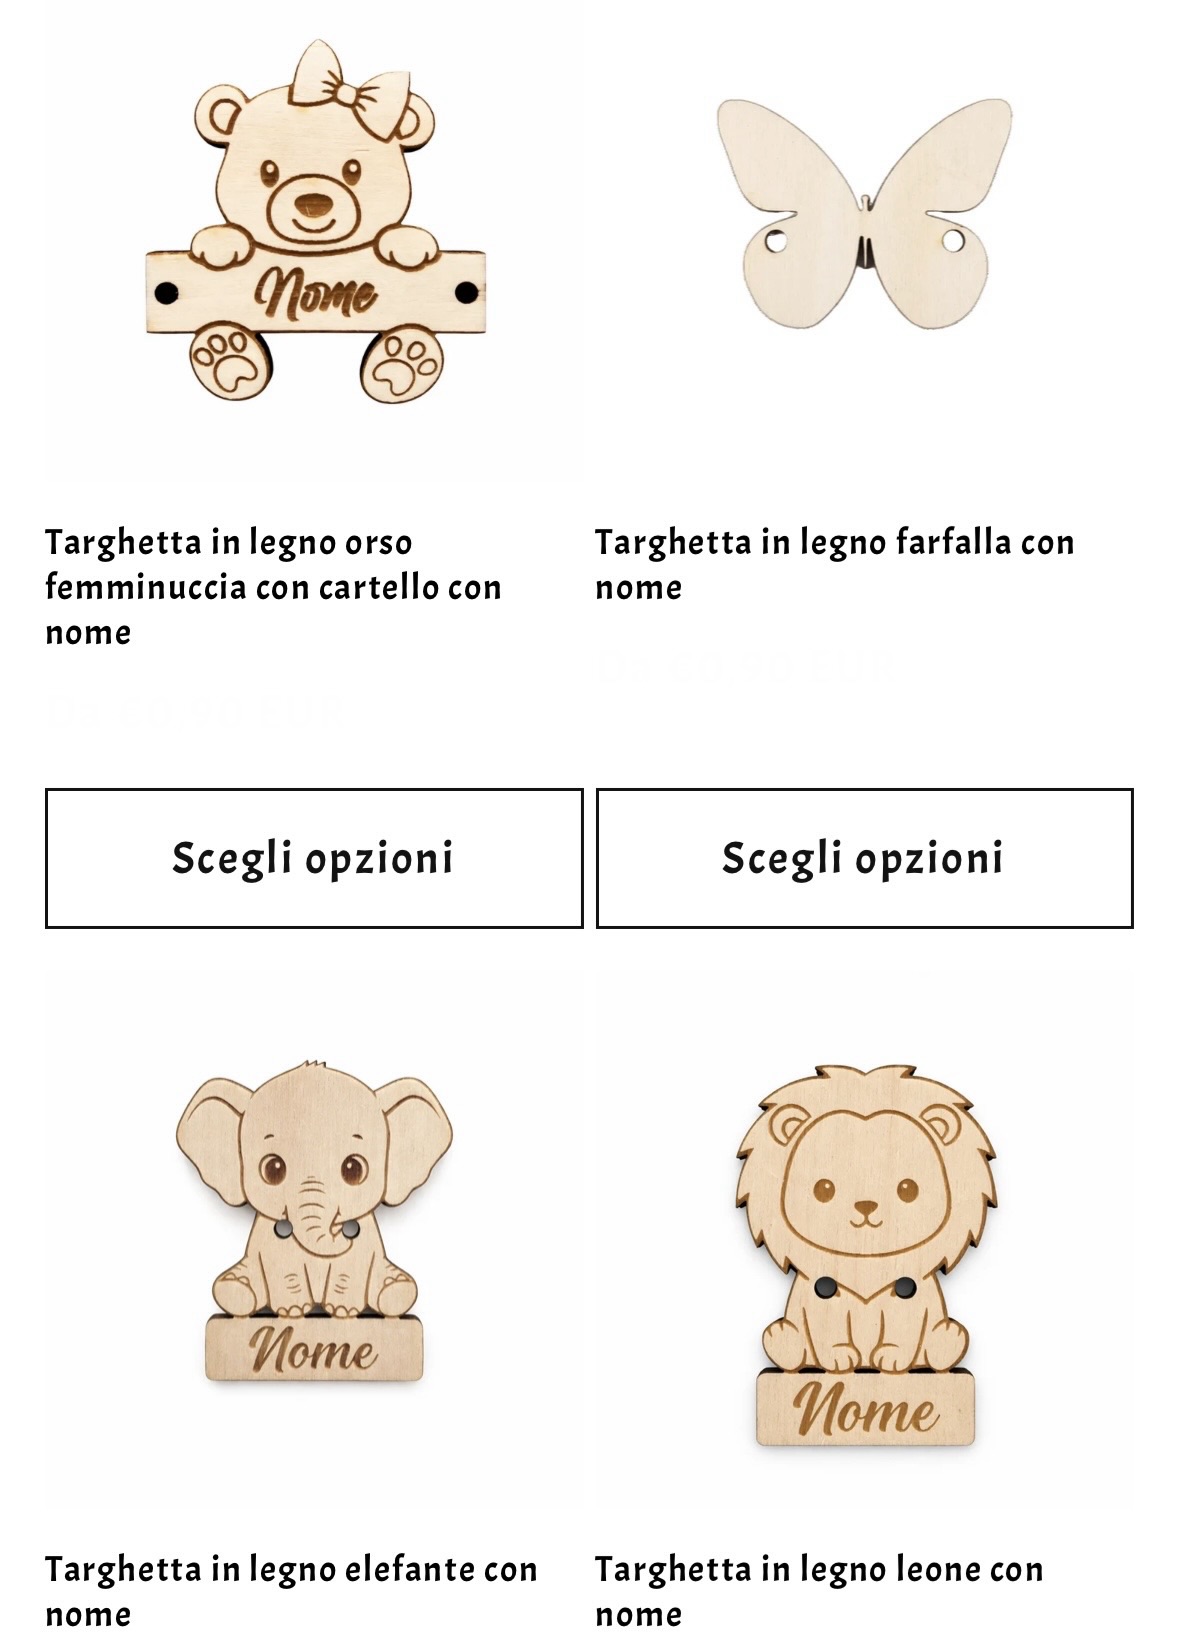 Nome
Targhetta in legno orso
femminuccia con cartello con
nome
Targhetta in legno farfalla con
nome
Scegli opzioni
Scegli opzioni
Nome
Nome
Targhetta in legno elefante con
nome
Targhetta in legno leone con
nome